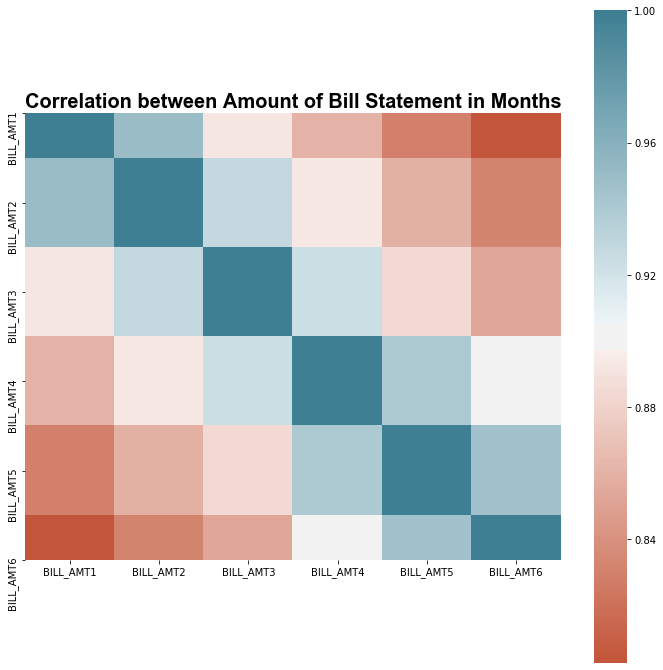 Correlation between Amount of Bill Statement in Months
BILL_AMT1
BILL_AMT2
BILL_AMT3
BILL_AMT4
BILL_AMT5
BILL_AMT6
BILL_AMT1
BILL_AMT2
BILL_AMT3
BILL_AMT4
BILL_AMT5
BILL_AMT6
1.00
0.96
0.92
0.88
0.84